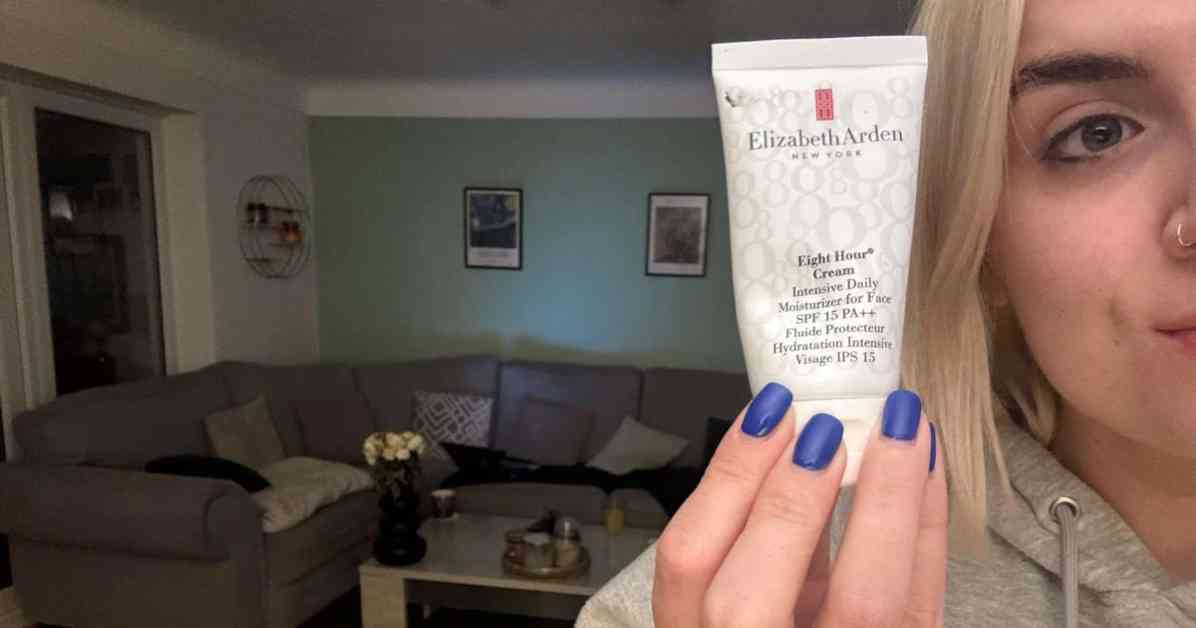 ElizabethArden
NEW YORK
Eight Hour®
Cream
Intensive Daily
Moisturizer for Face
SPF 15 PA++
Fluide Protecteur
Hydratation Intensive
Visage IPS 15